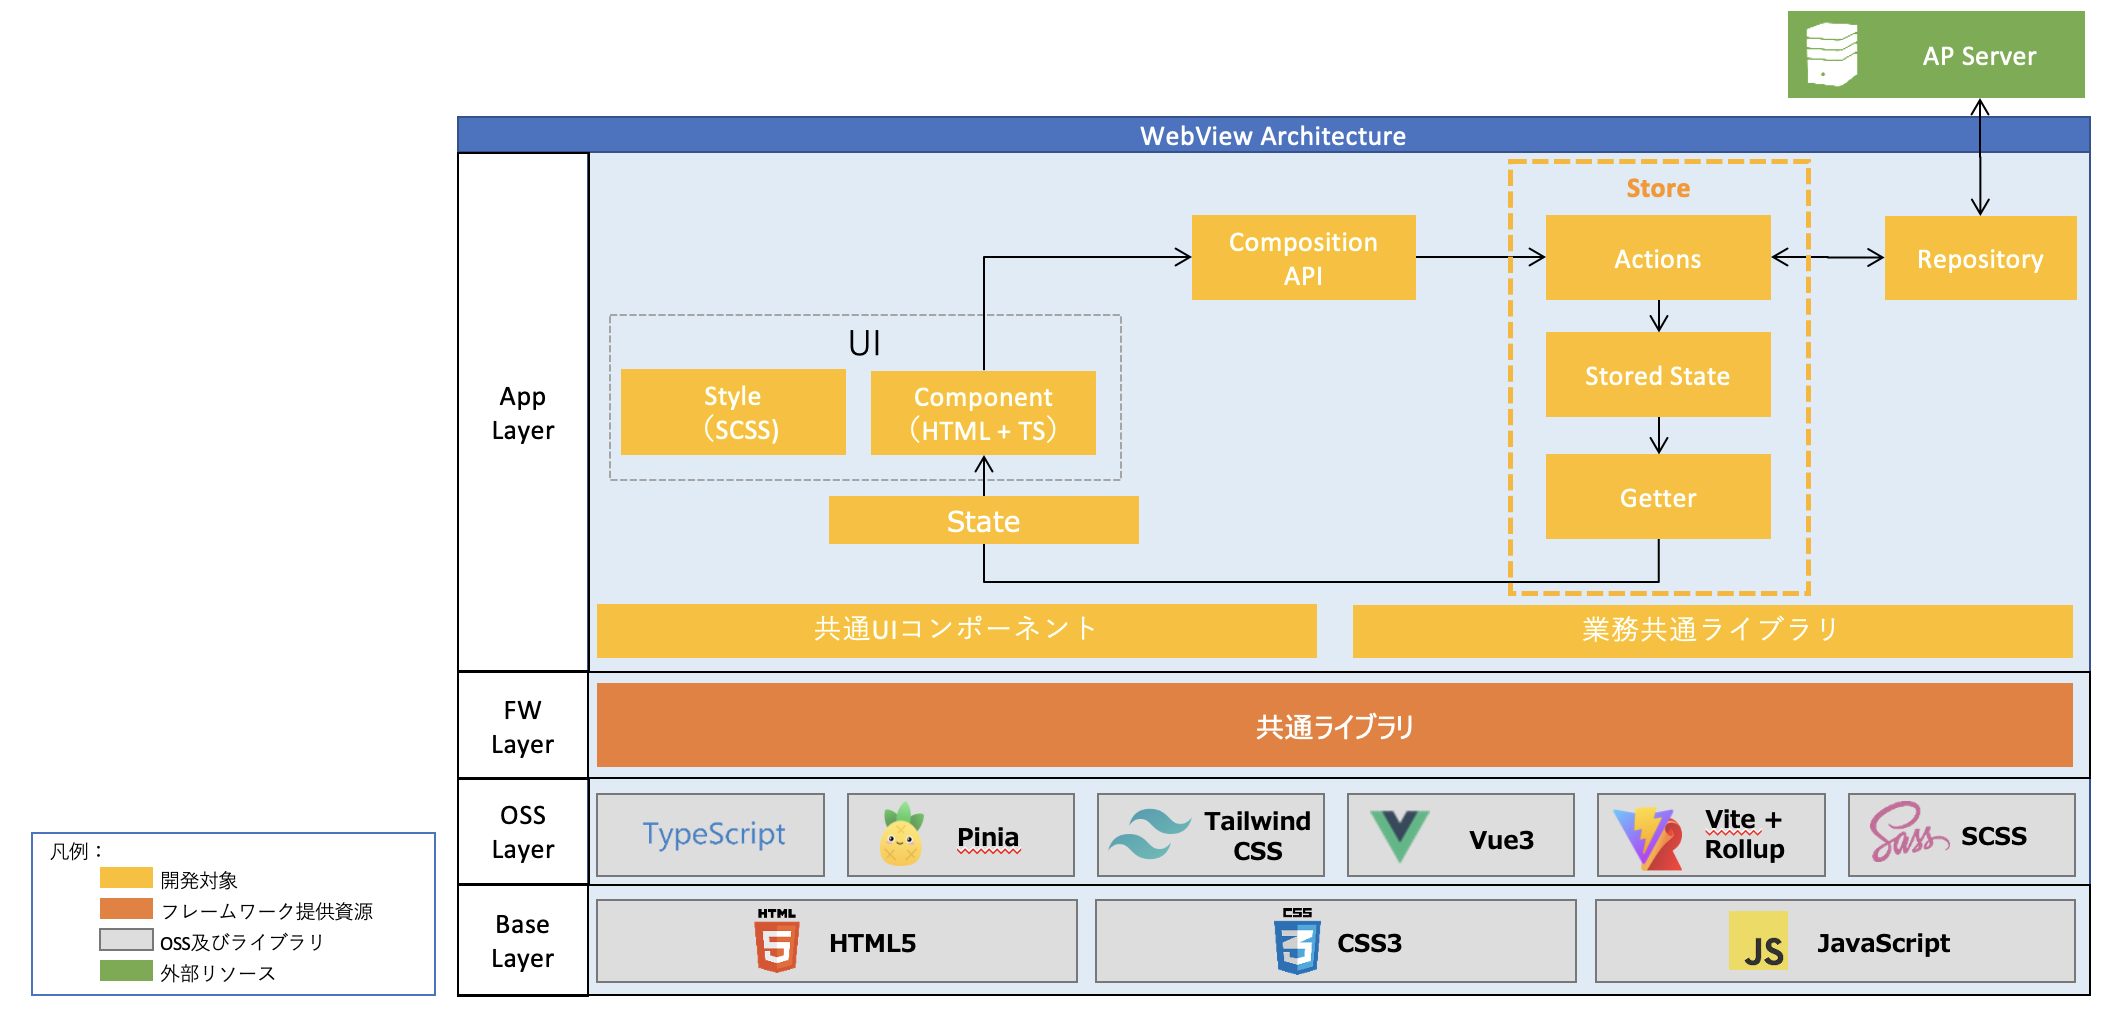 AP Server
WebView Architecture
App
Layer
Store
Composition
API
Actions
Repository
UI
Style
（SCSS)
Component
（HTML + TS）
Stored State
Getter
State
共通UIコンポーネント
業務共通ライブラリ
FW
Layer
共通ライブラリ
OSS
Layer
TypeScript
Pinia
Tailwind
CSS
Vue3
Vite +
Rollup
Sass
SCSS
Base
Layer
HTML
5
HTML5
CSS
3
CSS3
JS
JavaScript
凡例：
開発対象
フレームワーク提供資源
OSS及びライブラリ
外部リソース